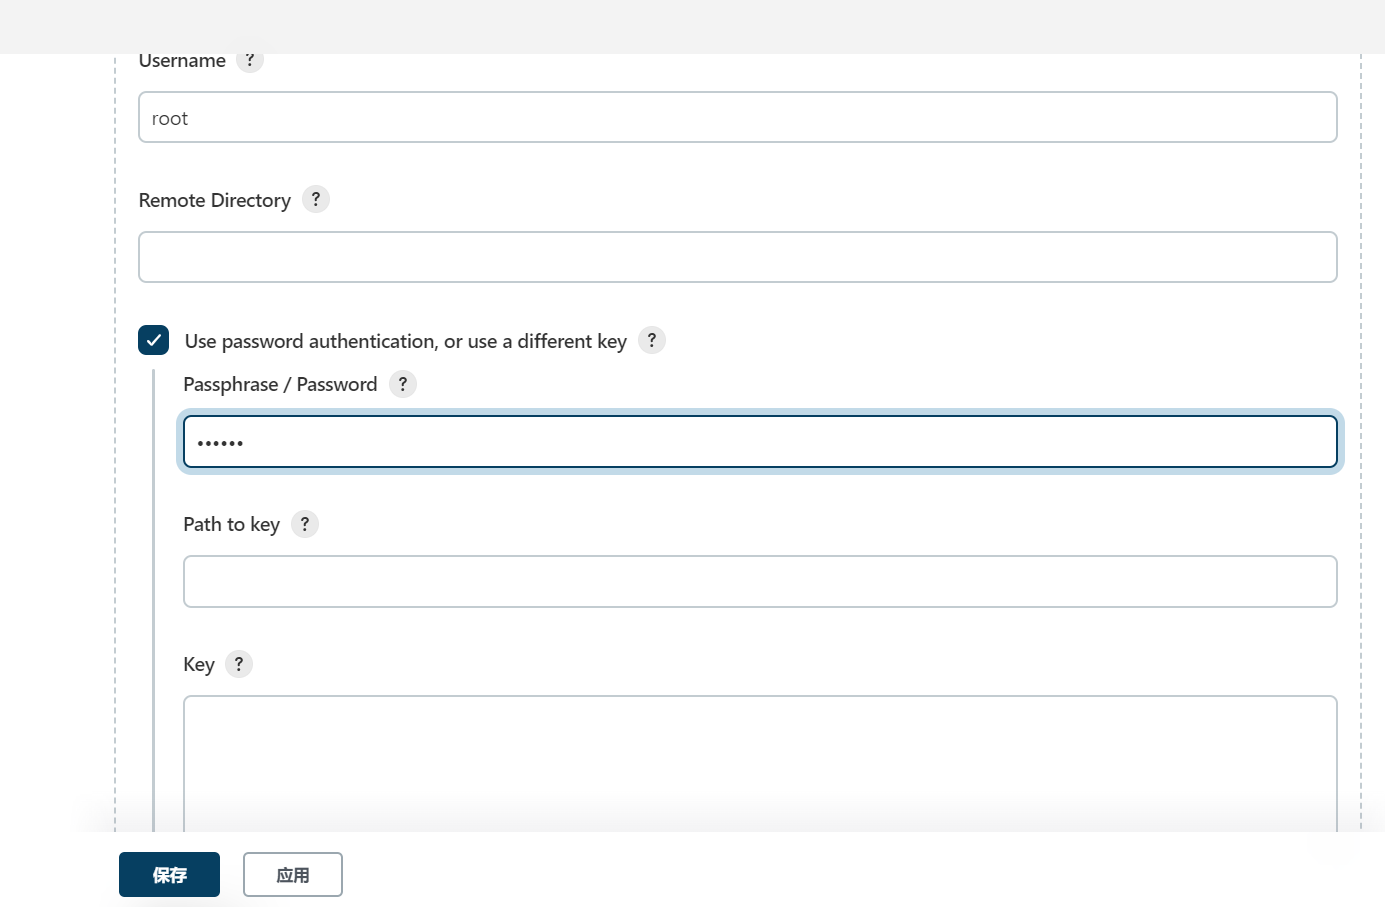 Username ?
root
Remote Directory ?
Use password authentication, or use a different key ?
Passphrase / Password ?
••••••
Path to key ?
Key ?
保存 应用